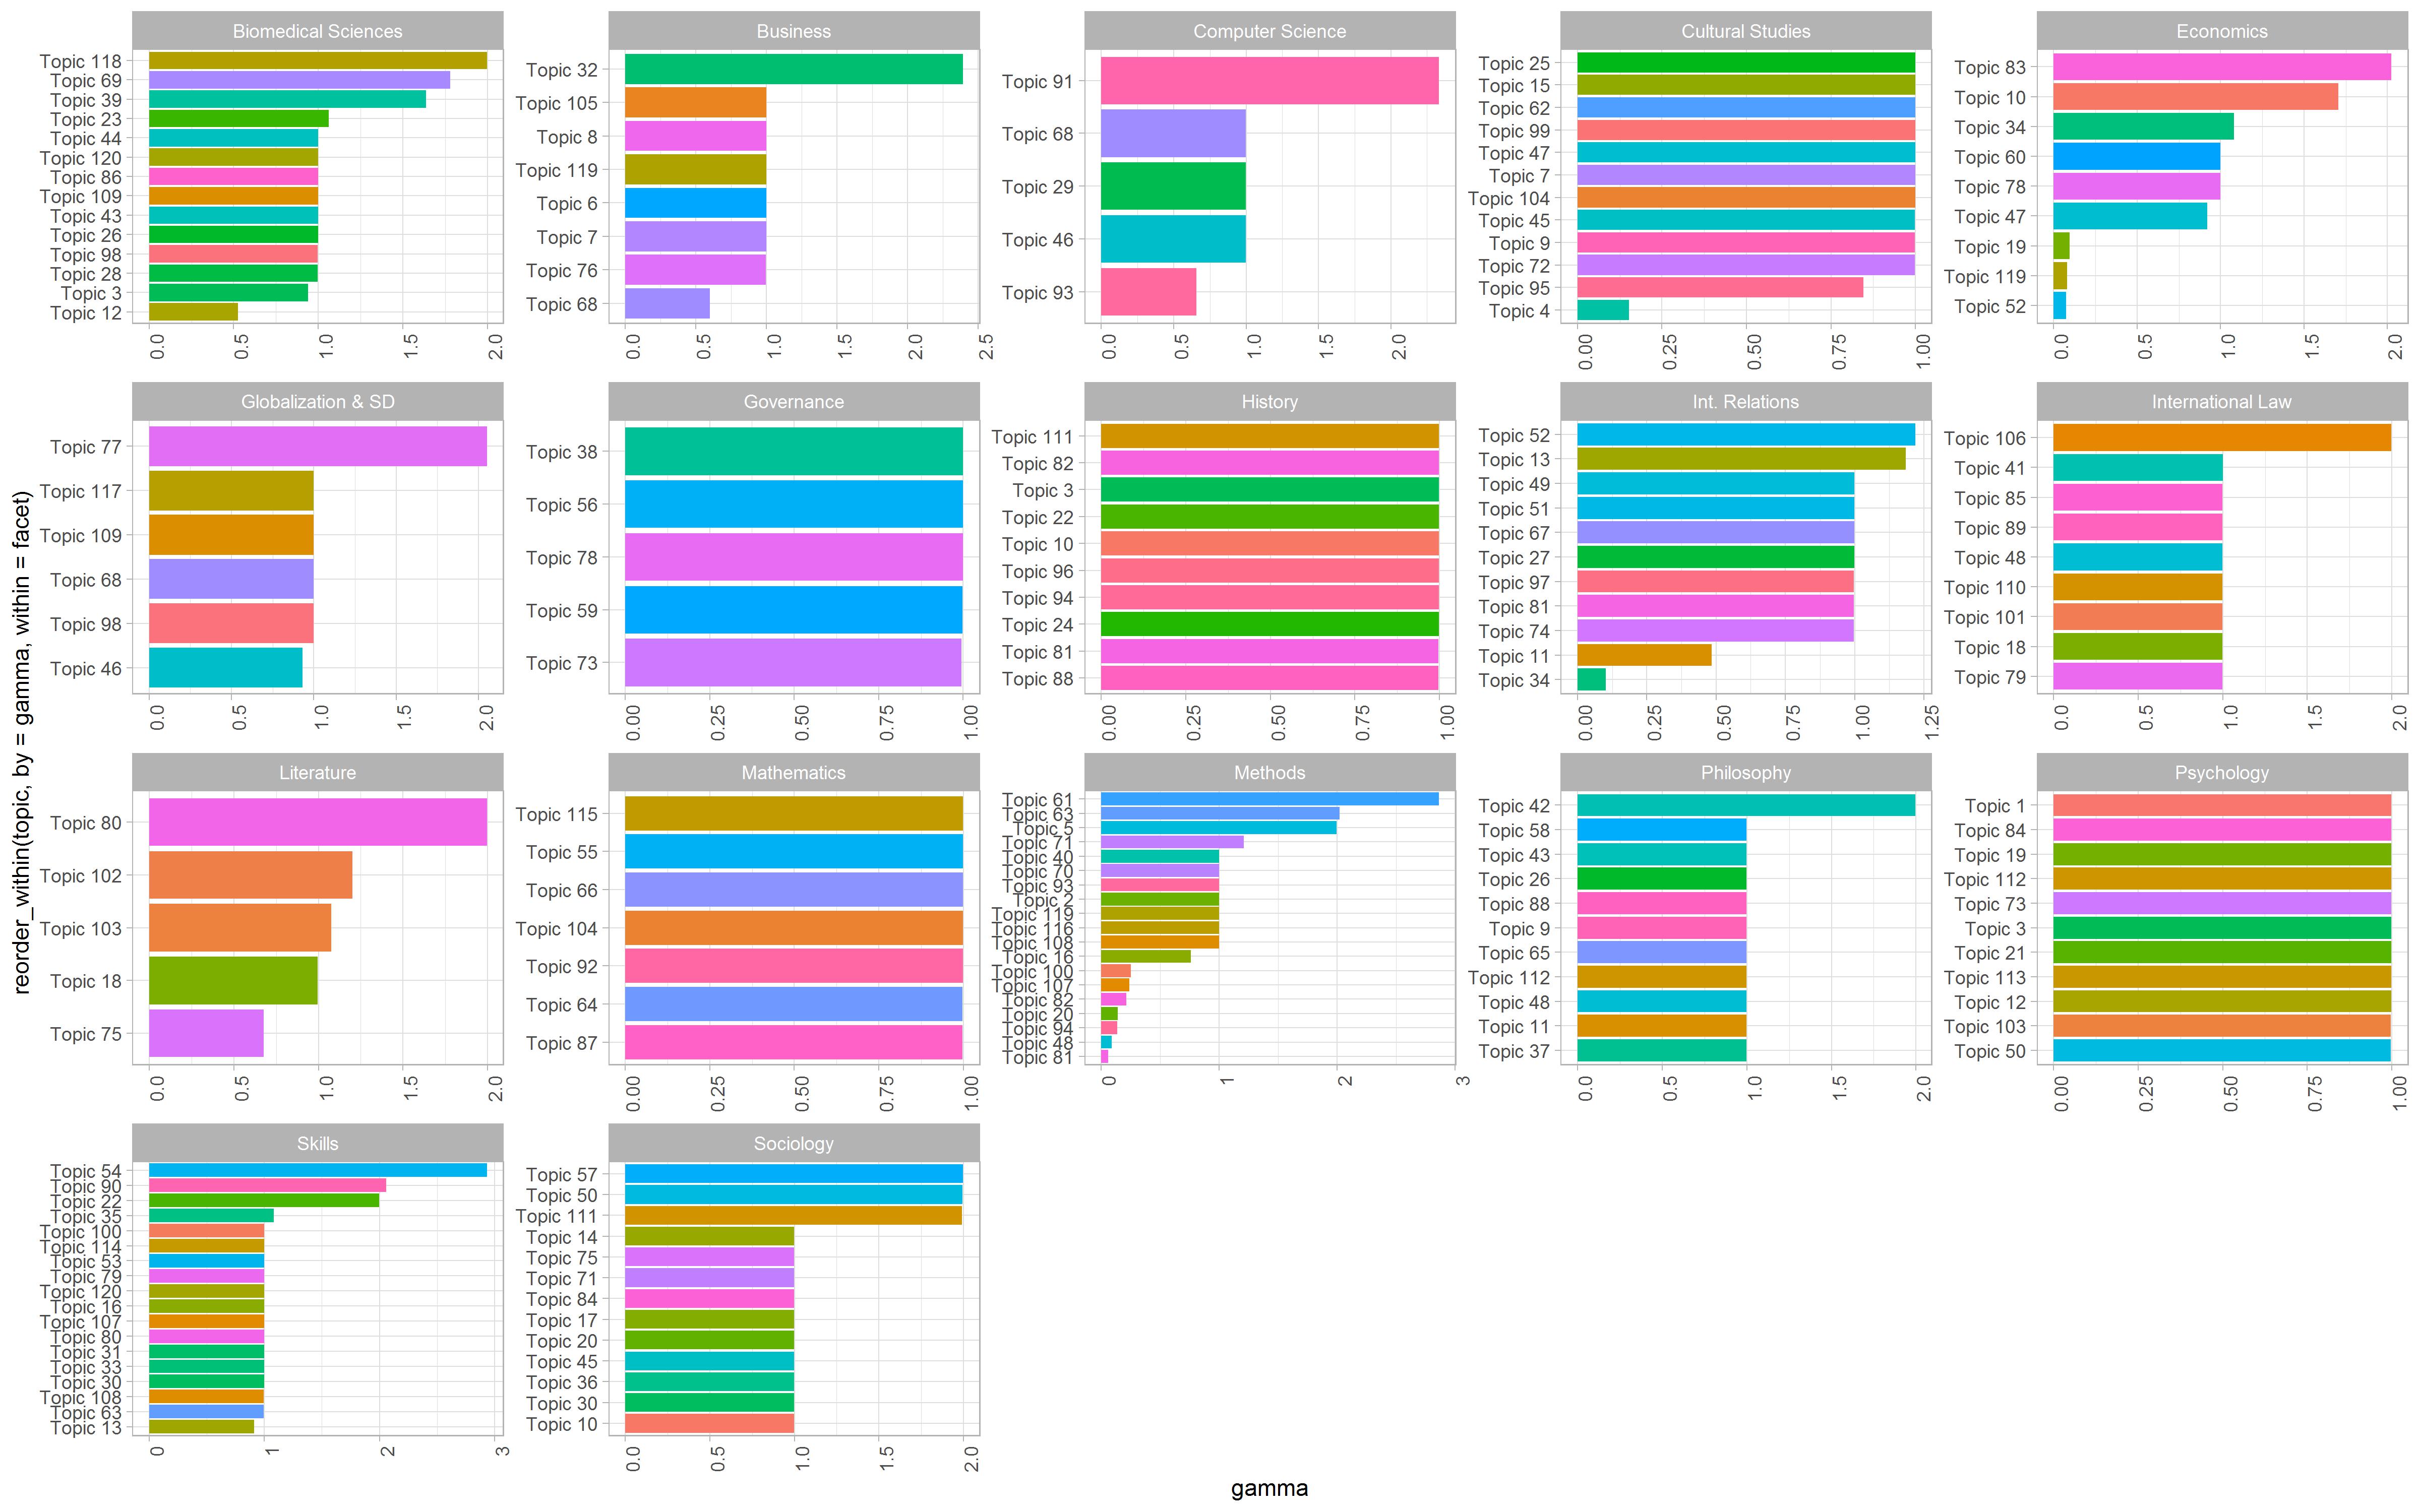 reorder_within(topic, by = gamma, within = facet)
Biomedical Sciences
Topic 118
Topic 69
Topic 39
Topic 23
Topic 44
Topic 120
Topic 86
Topic 109
Topic 43
Topic 26
Topic 98
Topic 28
Topic 3
Topic 12
0.0 0.5 1.0 1.5 2.0
Business
Topic 32
Topic 105
Topic 8
Topic 119
Topic 6
Topic 7
Topic 76
Topic 68
0.0 0.5 1.0 1.5 2.0 2.5
Computer Science
Topic 91
Topic 68
Topic 29
Topic 46
Topic 93
0.0 0.5 1.0 1.5 2.0
Cultural Studies
Topic 25
Topic 15
Topic 62
Topic 99
Topic 47
Topic 7
Topic 104
Topic 45
Topic 9
Topic 72
Topic 95
Topic 4
0.00 0.25 0.50 0.75 1.00
Economics
Topic 83
Topic 10
Topic 34
Topic 60
Topic 78
Topic 47
Topic 19
Topic 119
Topic 52
0.0 0.5 1.0 1.5 2.0
Globalization & SD
Topic 77
Topic 117
Topic 109
Topic 68
Topic 98
Topic 46
0.0 0.5 1.0 1.5 2.0
Governance
Topic 38
Topic 56
Topic 78
Topic 59
Topic 73
0.00 0.25 0.50 0.75 1.00
History
Topic 111
Topic 82
Topic 3
Topic 22
Topic 10
Topic 96
Topic 94
Topic 24
Topic 81
Topic 88
0.00 0.25 0.50 0.75 1.00
Int. Relations
Topic 52
Topic 13
Topic 49
Topic 51
Topic 67
Topic 27
Topic 97
Topic 81
Topic 74
Topic 11
Topic 34
0.00 0.25 0.50 0.75 1.00 1.25
International Law
Topic 106
Topic 41
Topic 85
Topic 89
Topic 48
Topic 110
Topic 101
Topic 18
Topic 79
0.0 0.5 1.0 1.5 2.0
Literature
Topic 80
Topic 102
Topic 103
Topic 18
Topic 75
0.0 0.5 1.0 1.5 2.0
Mathematics
Topic 115
Topic 55
Topic 66
Topic 104
Topic 92
Topic 64
Topic 87
0.00 0.25 0.50 0.75 1.00
Methods
Topic 61
Topic 63
Topic 5
Topic 71
Topic 40
Topic 70
Topic 93
Topic 2
Topic 119
Topic 116
Topic 108
Topic 16
Topic 100
Topic 107
Topic 82
Topic 20
Topic 94
Topic 48
Topic 81
0 1 2 3
Philosophy
Topic 42
Topic 58
Topic 43
Topic 26
Topic 88
Topic 9
Topic 65
Topic 112
Topic 48
Topic 11
Topic 37
0.0 0.5 1.0 1.5 2.0
Psychology
Topic 1
Topic 84
Topic 19
Topic 112
Topic 73
Topic 3
Topic 21
Topic 113
Topic 12
Topic 103
Topic 50
0.00 0.25 0.50 0.75 1.00
Skills
Topic 54
Topic 90
Topic 22
Topic 35
Topic 100
Topic 114
Topic 53
Topic 79
Topic 120
Topic 16
Topic 107
Topic 80
Topic 31
Topic 33
Topic 30
Topic 108
Topic 63
Topic 13
0 1 2 3
Sociology
Topic 57
Topic 50
Topic 111
Topic 14
Topic 75
Topic 71
Topic 84
Topic 17
Topic 20
Topic 45
Topic 36
Topic 30
Topic 10
0.0 0.5 1.0 1.5 2.0
gamma